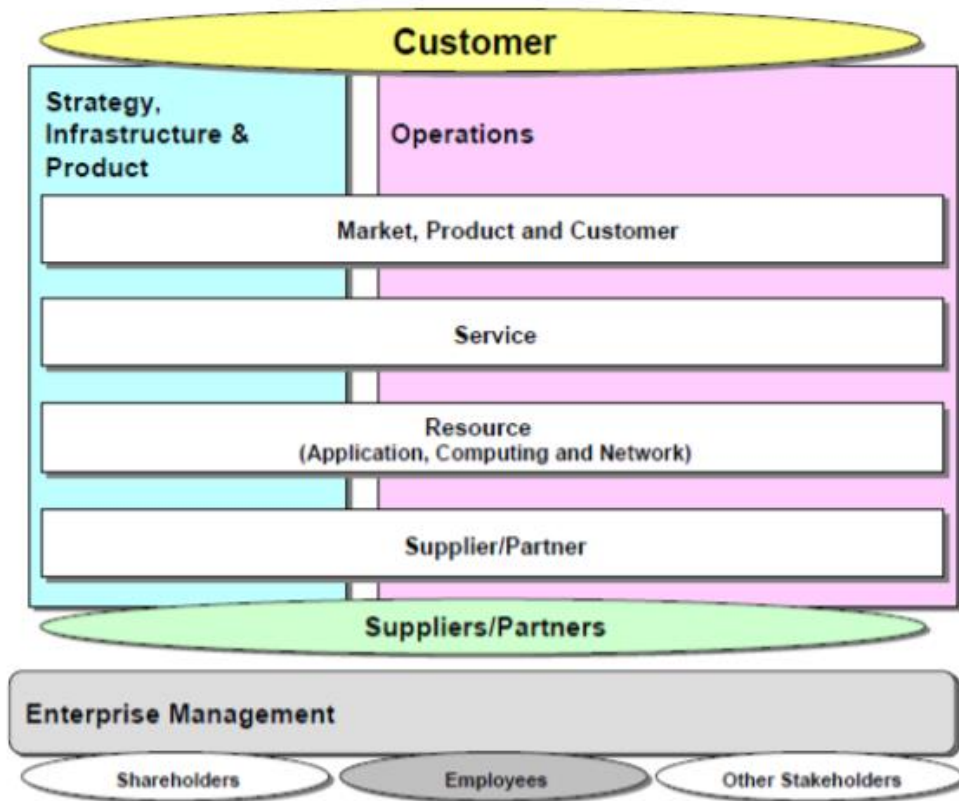 Customer
Strategy,
Infrastructure &
Product
Operations
Market, Product and Customer
Service
Resource
(Application, Computing and Network)
Supplier/Partner
Suppliers/Partners
Enterprise Management
Shareholders
Employees
Other Stakeholders